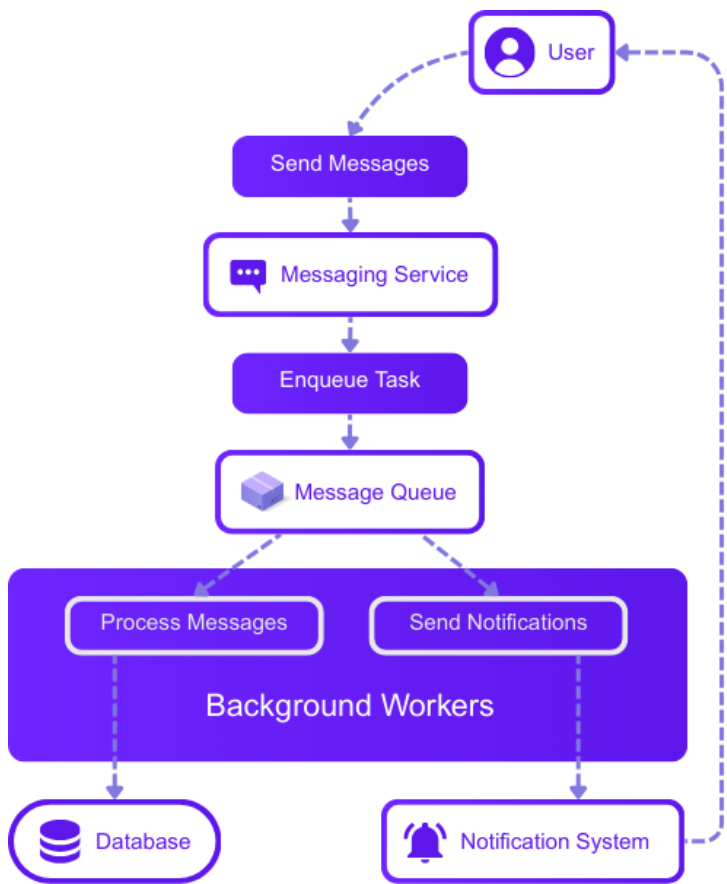 User
Send Messages
Messaging Service
Enqueue Task
Message Queue
Process Messages
Send Notifications
Background Workers
Database
Notification System